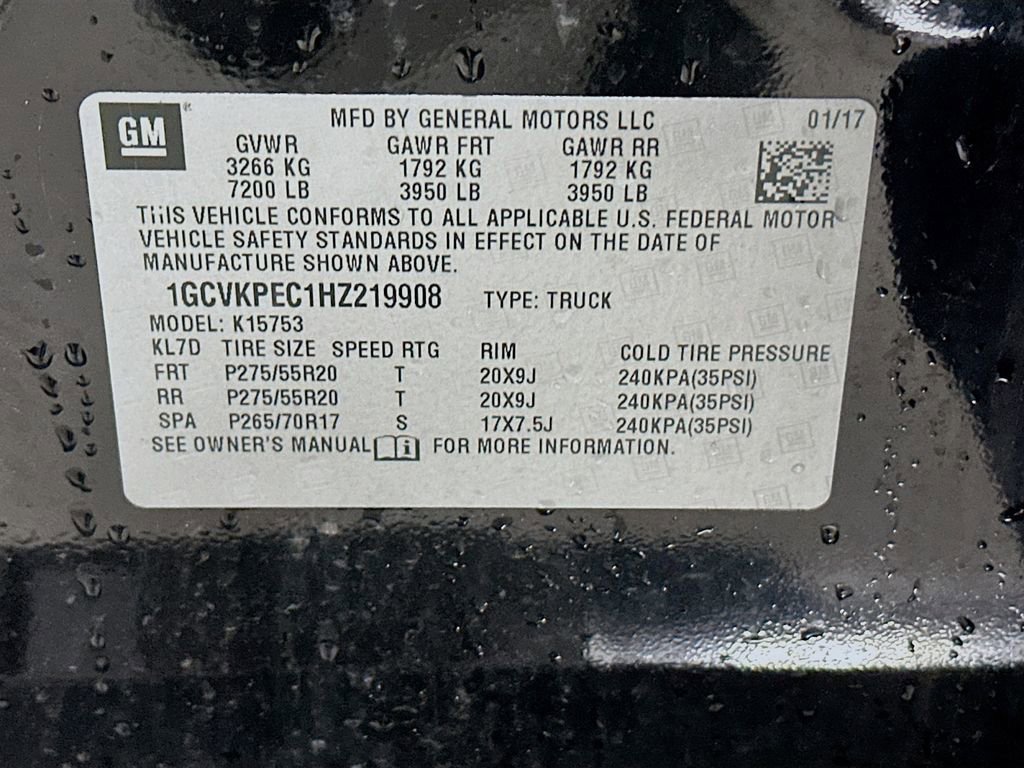 GM ® MFD BY GENERAL MOTORS LLC 01/17
GVWR GAWR FRT GAWR RR
3266 KG 1792 KG 1792 KG
7200 LB 3950 LB 3950 LB
THIS VEHICLE CONFORMS TO ALL APPLICABLE U.S. FEDERAL MOTOR
VEHICLE SAFETY STANDARDS IN EFFECT ON THE DATE OF
MANUFACTURE SHOWN ABOVE.
1GCVKPEC1HZ219908 TYPE: TRUCK
MODEL: K15753
KL7D TIRE SIZE SPEED RTG RIM COLD TIRE PRESSURE
FRT P275/55R20 T 20X9J 240KPA(35PSI)
RR P275/55R20 T 20X9J 240KPA(35PSI)
SPA P265/70R17 S 17X7.5J 240KPA(35PSI)
SEE OWNER'S MANUAL i FOR MORE INFORMATION.